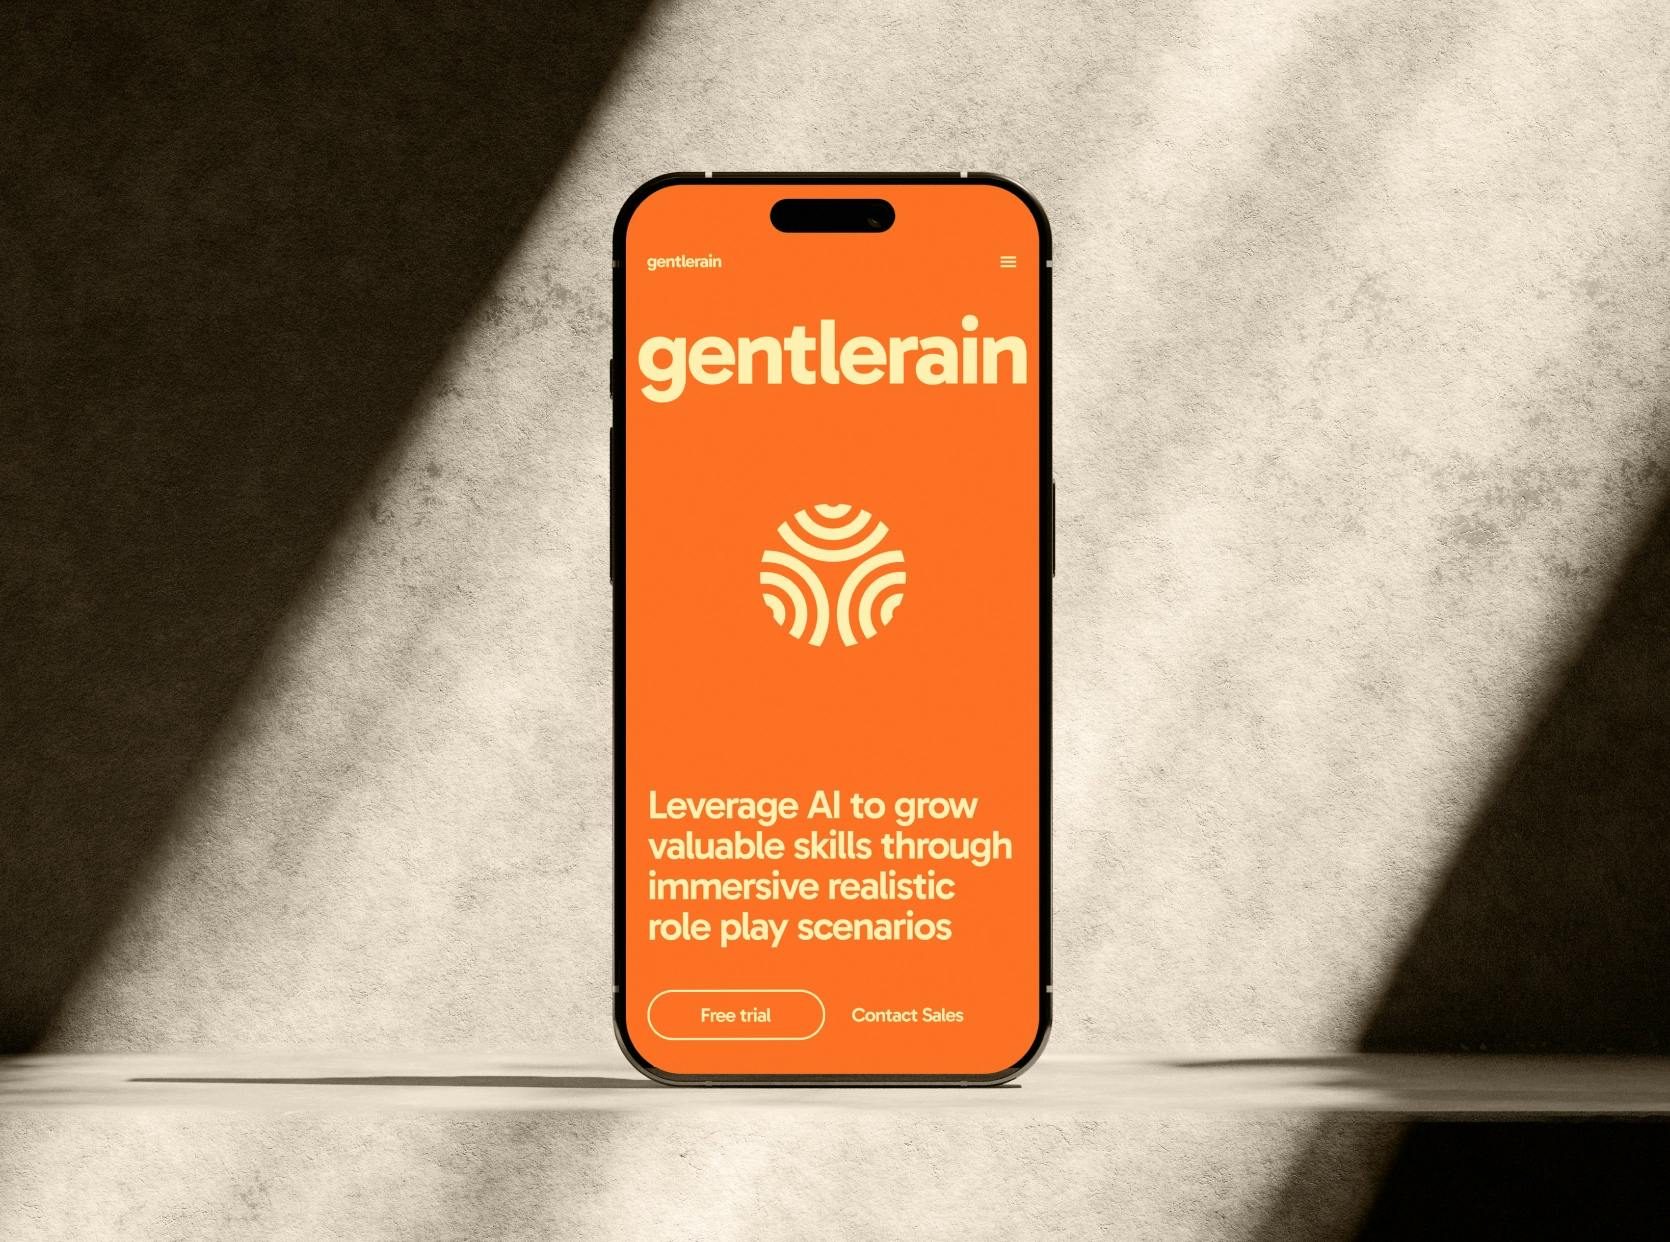 gentlerain
gentlerain
Leverage AI to grow
valuable skills through
immersive realistic
role play scenarios
Free trial
Contact Sales